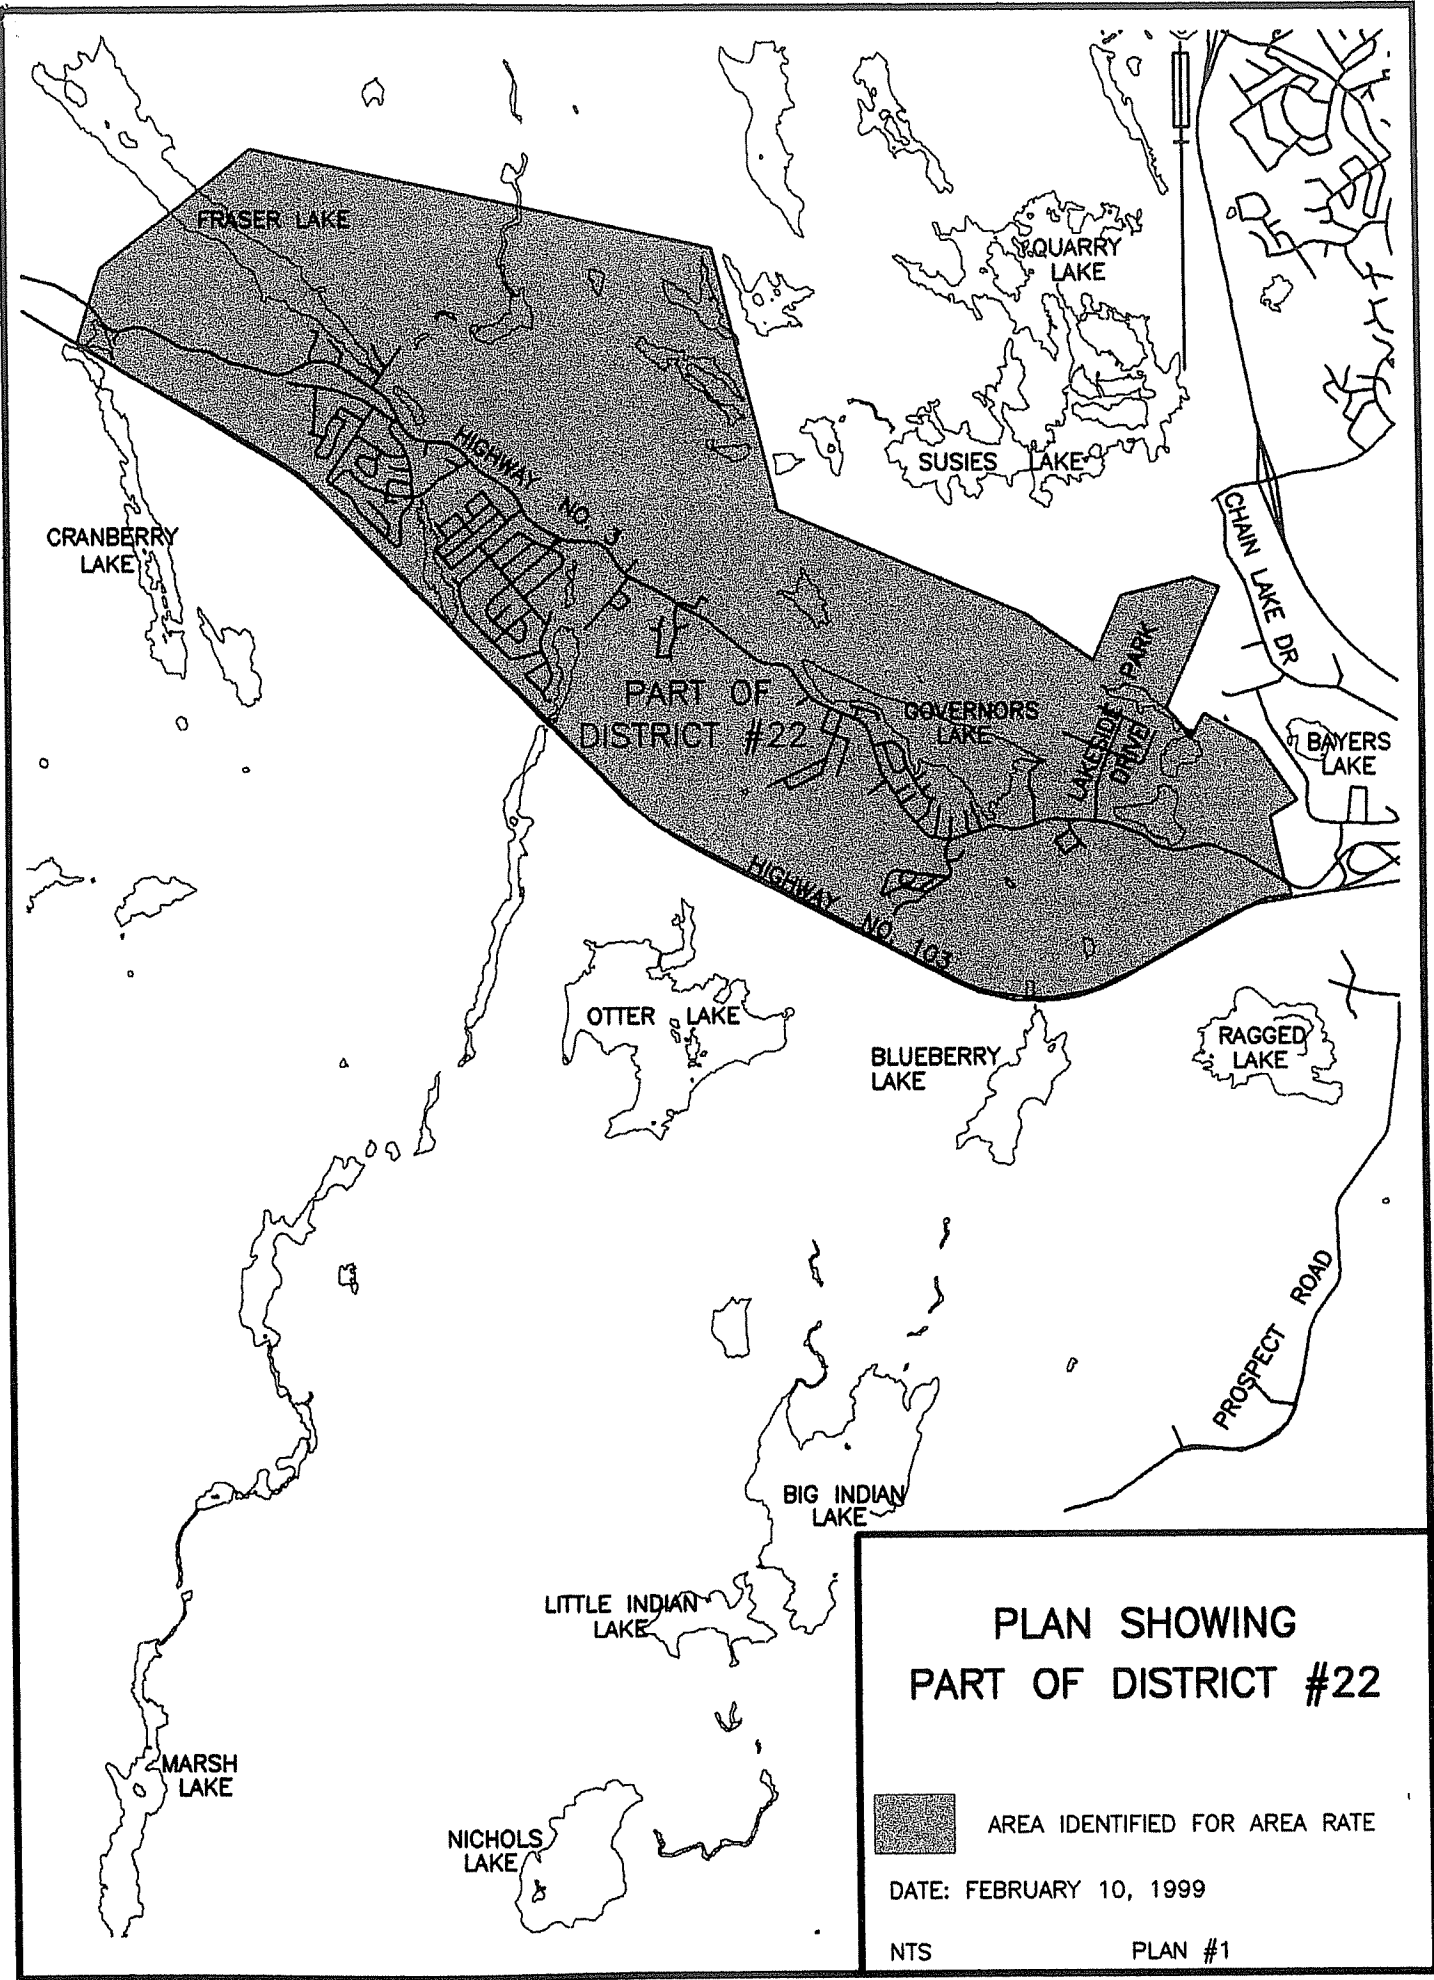 FRASER LAKE
QUARRY
LAKE
SUSIES LAKE
HIGHWAY NO. 3
CRANBERRY
LAKE
CHAIN LAKE DR
PART OF
DISTRICT #22
GOVERNORS
LAKE
LAKESIDE PARK
DRIVE
BAYERS
LAKE
HIGHWAY NO. 103
OTTER LAKE
BLUEBERRY
LAKE
RAGGED
LAKE
PROSPECT ROAD
BIG INDIAN
LAKE
LITTLE INDIAN
LAKE
MARSH
LAKE
NICHOLS
LAKE
PLAN SHOWING
PART OF DISTRICT #22
AREA IDENTIFIED FOR AREA RATE
DATE: FEBRUARY 10, 1999
NTS PLAN #1